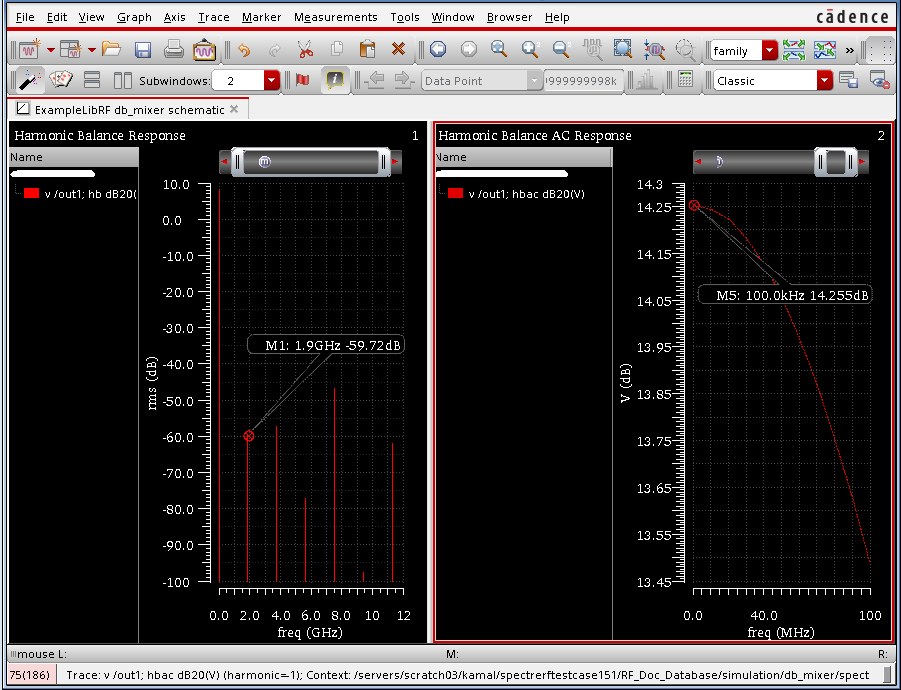 File Edit View Graph Axis Trace Marker Measurements Tools Window Browser Help
cādence
family
Subwindows: 2
Data Point
9999999998k
Classic
ExampleLibRF db_mixer schematic
Harmonic Balance Response 1
Name
v /out1; hb dB20(
10.0
0.0
-10.0
-20.0
-30.0
-40.0
-50.0
-60.0
-70.0
-80.0
-90.0
-100
rms (dB)
M1: 1.9GHz -59.72dB
0.0 2.0 4.0 6.0 8.0 10 12
freq (GHz)
Harmonic Balance AC Response 2
Name
v /out1; hbac dB20(V)
14.3
14.25
14.15
14.05
13.95
13.85
13.75
13.65
13.55
13.45
V (dB)
M5: 100.0kHz 14.255dB
0.0 40.0 100
freq (MHz)
mouse L: M: R:
75(186)
Trace: v /out1; hbac dB20(V) (harmonic=-1); Context: /servers/scratch03/kamal/spectrerftestcase151/RF_Doc_Database/simulation/db_mixer/spect